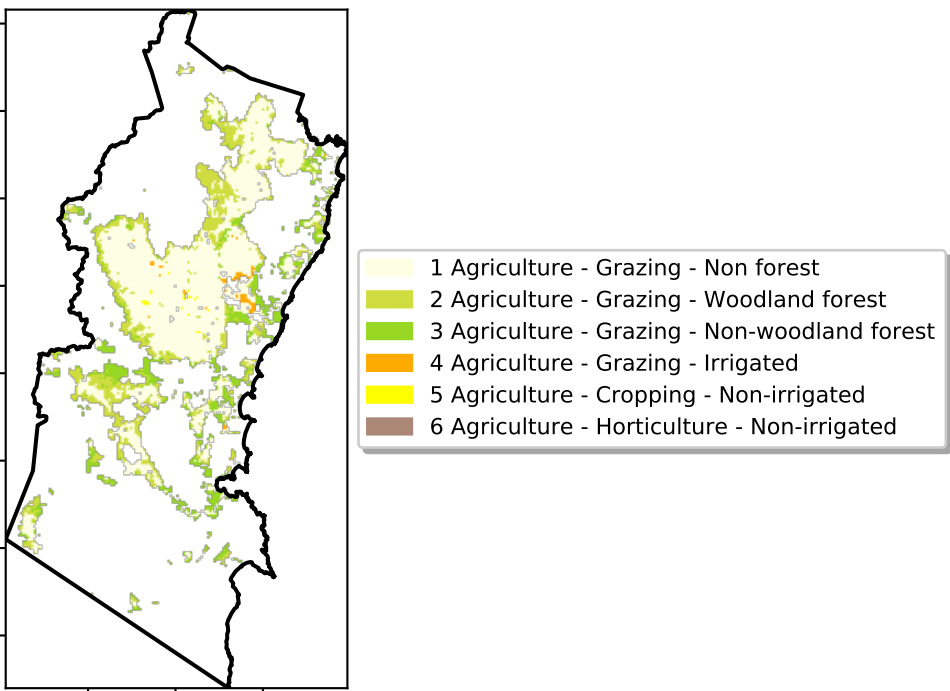 1 Agriculture - Grazing - Non forest
2 Agriculture - Grazing - Woodland forest
3 Agriculture - Grazing - Non-woodland forest
4 Agriculture - Grazing - Irrigated
5 Agriculture - Cropping - Non-irrigated
6 Agriculture - Horticulture - Non-irrigated